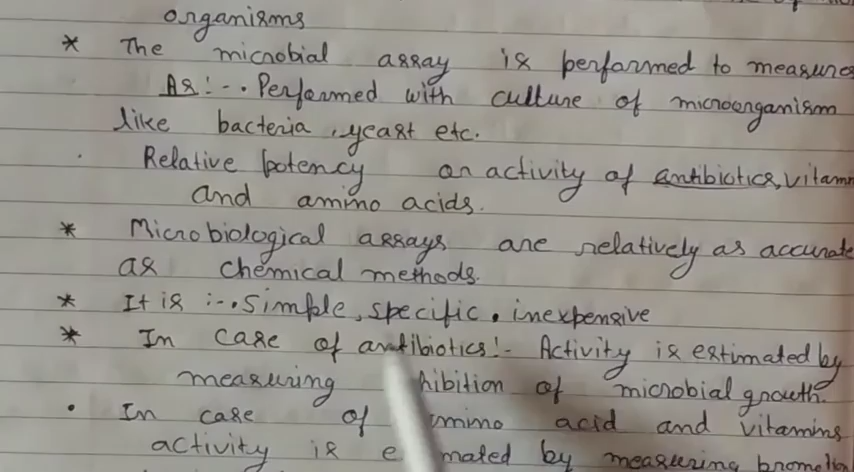 organisms
* The microbial assay is performed to measure
As :- . Performed with culture of microorganism
like bacteria , yeast etc.
. Relative potency or activity of antibiotics, vitam
and amino acids.
* Microbiological assays are relatively as accurate
as chemical methods.
* It is :- . Simple, specific . inexpensive
* In case of antibiotics :- Activity is estimated by
measuring hibition of microbial growth.
. In case of mino acid and vitamins
activity is e mated by measuring